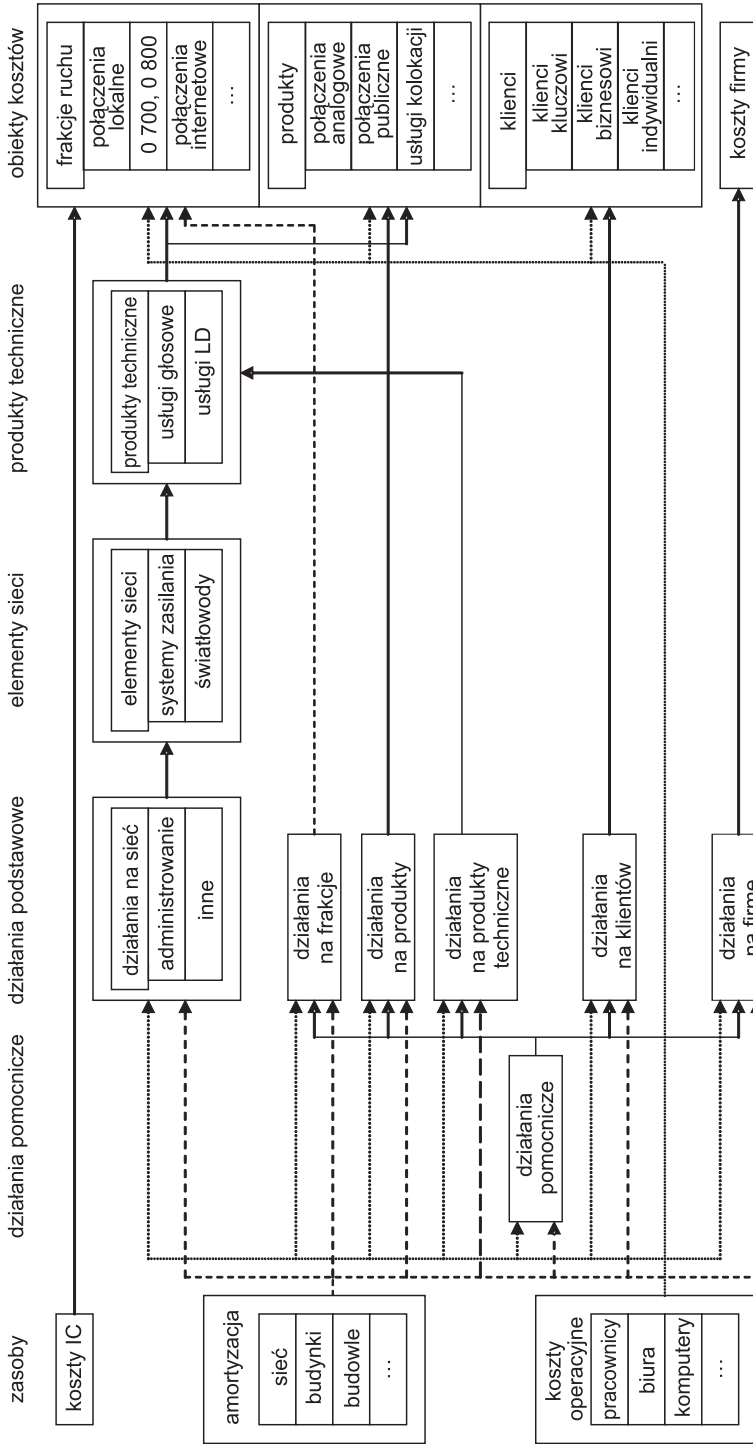 zasoby
działania pomocnicze
działania podstawowe
elementy sieci
produkty techniczne
obiekty kosztów
koszty IC
amortyzacja
sieć
budynki
budowle
...
koszty
operacyjne
pracownicy
biura
komputery
...
działania
pomocnicze
działania na sieć
administrowanie
inne
działania
na frakcje
działania
na produkty
działania
na produkty
techniczne
działania
na klientów
działania
na firmę
elementy sieci
systemy zasilania
światłowody
produkty techniczne
usługi głosowe
usługi LD
frakcje ruchu
połączenia
lokalne
0 700, 0 800
połączenia
internetowe
...
produkty
połączenia
analogowe
połączenia
publiczne
usługi kolokacji
...
klienci
klienci
kluczowi
klienci
biznesowi
klienci
indywidualni
...
koszty firmy